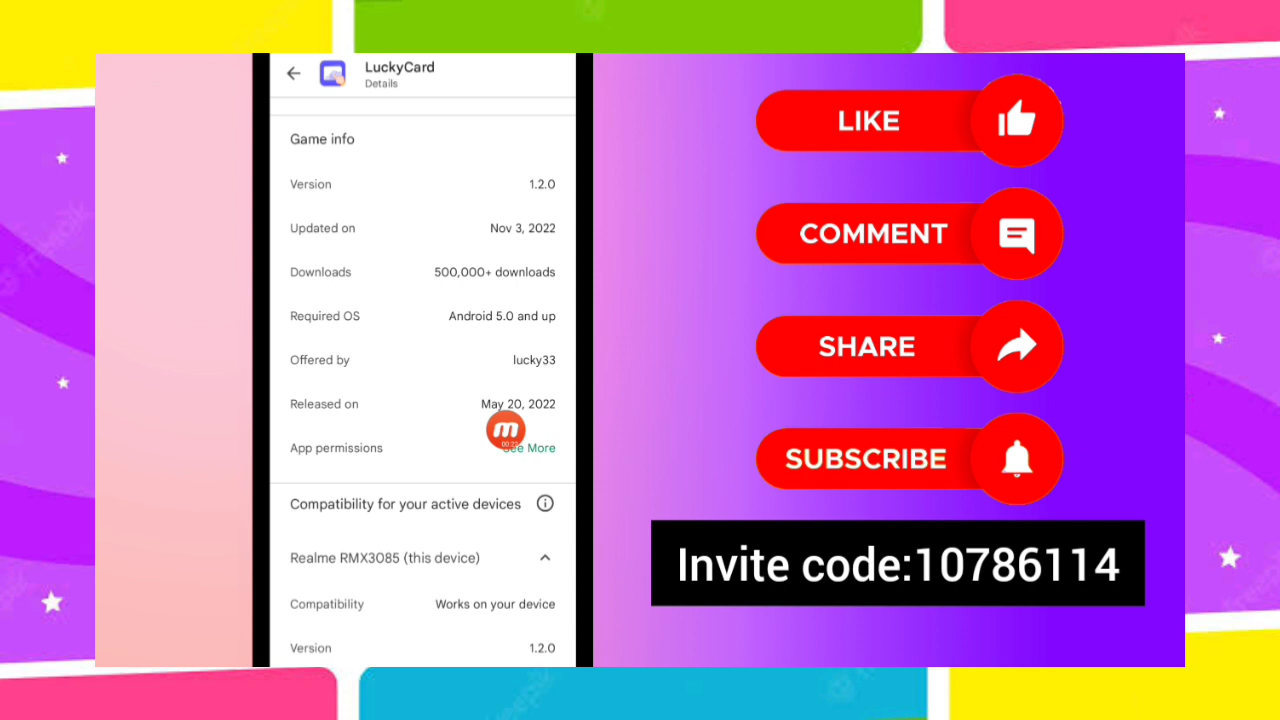 LuckyCard
Details
Game info
Version 1.2.0
Updated on Nov 3, 2022
Downloads 500,000+ downloads
Required OS Android 5.0 and up
Offered by lucky33
Released on May 20, 2022
m
00:22
App permissions See More
Compatibility for your active devices
Realme RMX3085 (this device)
Compatibility Works on your device
Version 1.2.0
LIKE
COMMENT
SHARE
SUBSCRIBE
Invite code:10786114